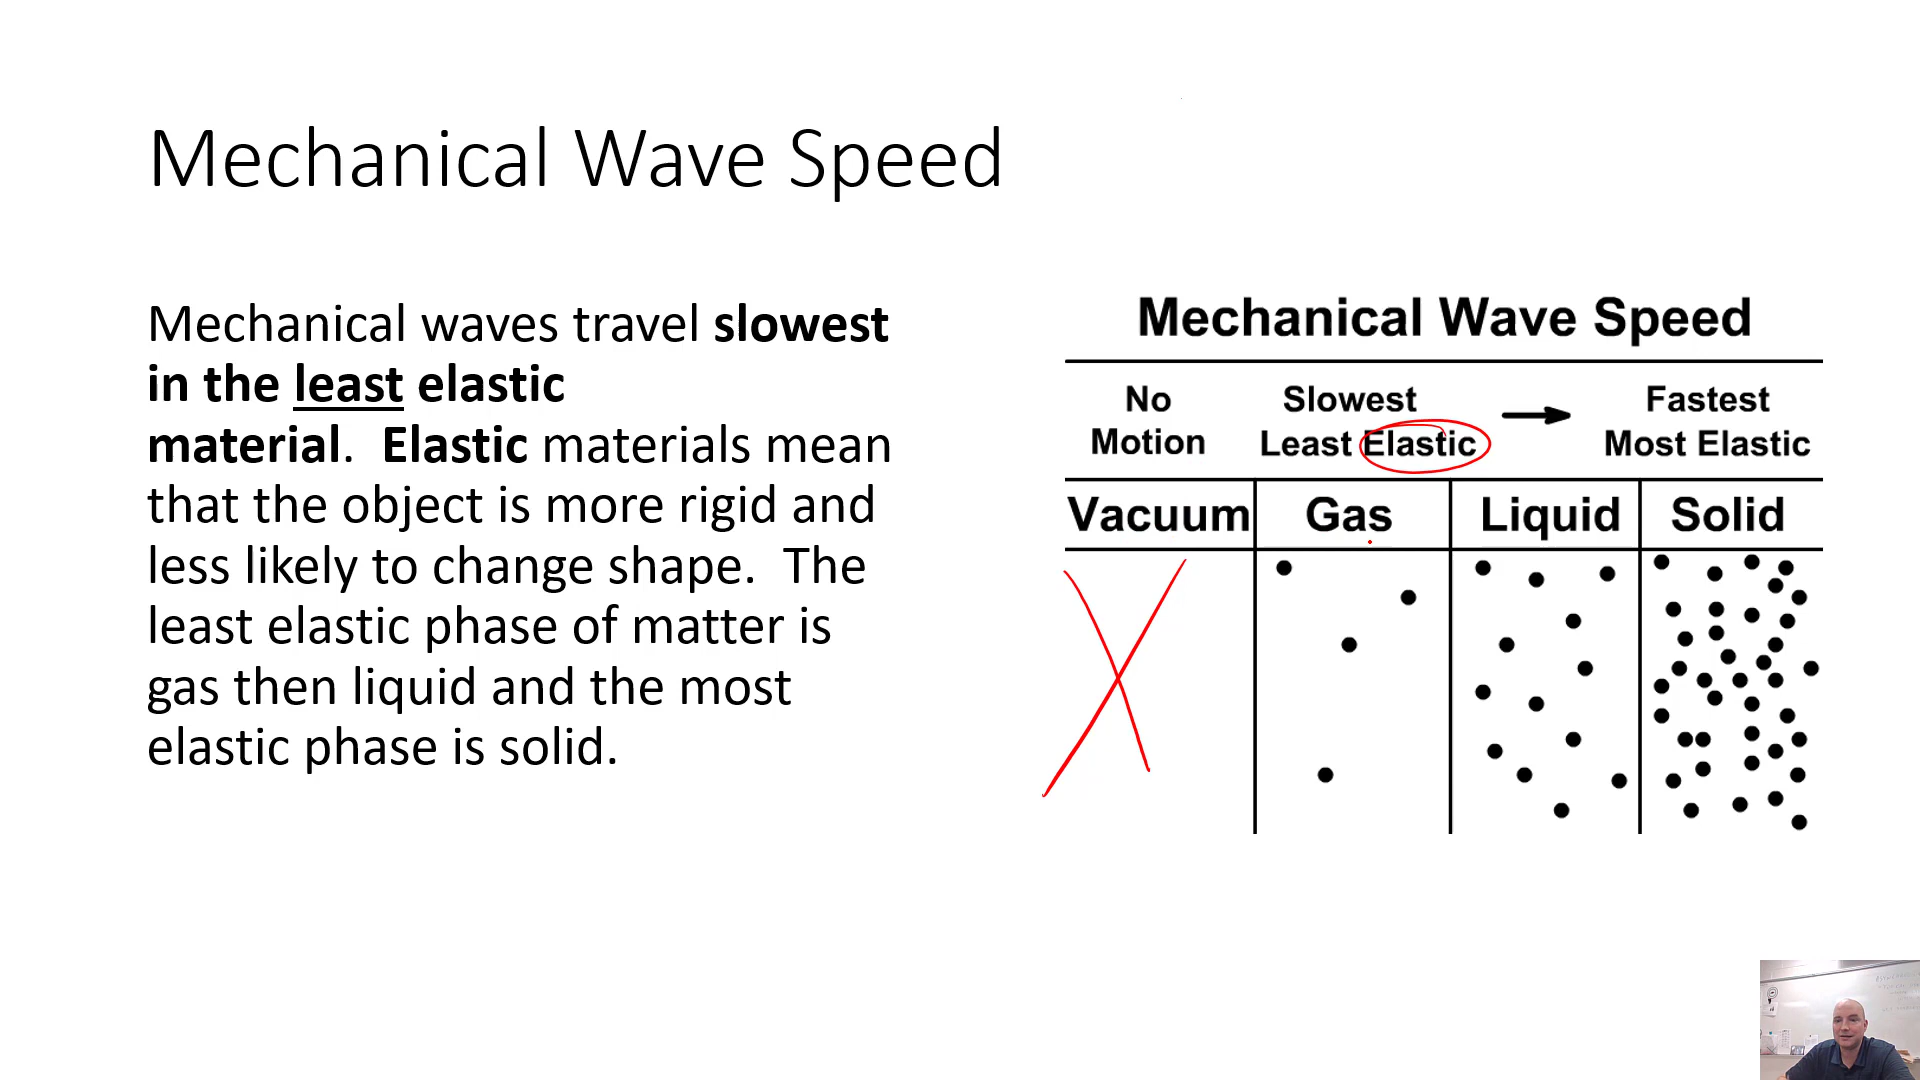 Mechanical Wave Speed
Mechanical waves travel slowest
in the least elastic
material.  Elastic materials mean
that the object is more rigid and
less likely to change shape.  The
least elastic phase of matter is
gas then liquid and the most
elastic phase is solid.
Mechanical Wave Speed
No Motion
Slowest
Least Elastic
Fastest
Most Elastic
Vacuum Gas Liquid Solid